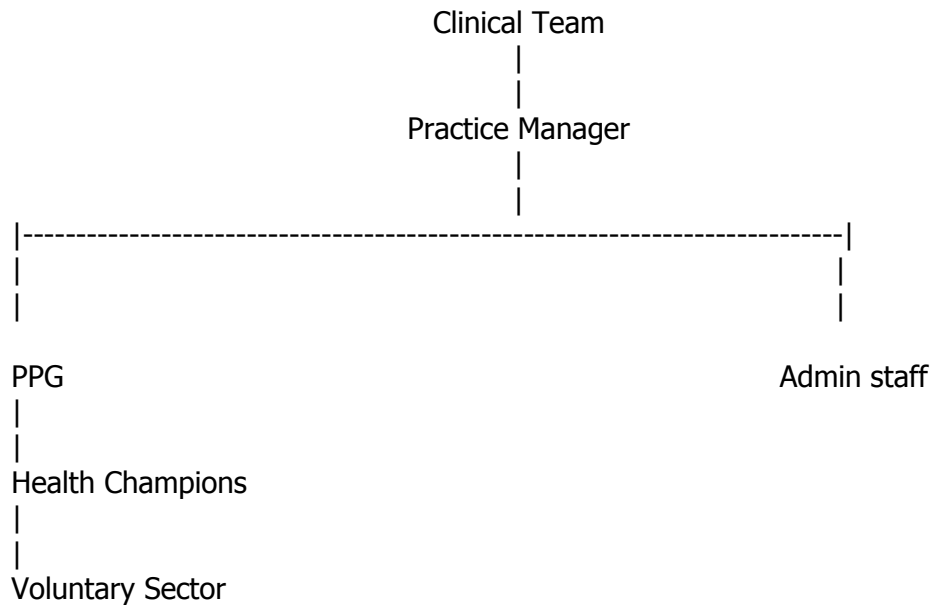 Clinical Team
|
|
Practice Manager
|
|
|------------------------------------------------------------------------------|
| |
| |
PPG Admin staff
|
|
Health Champions
|
|
Voluntary Sector